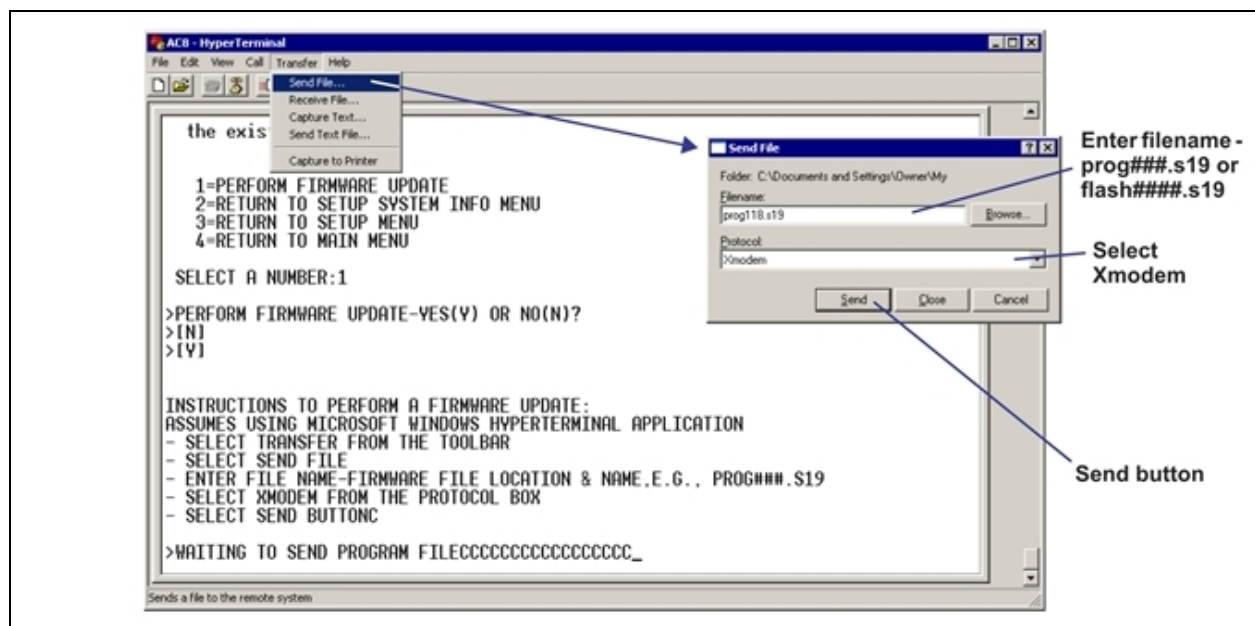 AC8 - HyperTerminal
File Edit View Call Transfer Help
Send File...
Receive File...
Capture Text...
Send Text File...
Capture to Printer
the exis
1=PERFORM FIRMWARE UPDATE
2=RETURN TO SETUP SYSTEM INFO MENU
3=RETURN TO SETUP MENU
4=RETURN TO MAIN MENU
SELECT A NUMBER:1
>PERFORM FIRMWARE UPDATE-YES(Y) OR NO(N)?
>[N]
>[Y]
INSTRUCTIONS TO PERFORM A FIRMWARE UPDATE:
ASSUMES USING MICROSOFT WINDOWS HYPERTERMINAL APPLICATION
- SELECT TRANSFER FROM THE TOOLBAR
- SELECT SEND FILE
- ENTER FILE NAME-FIRMWARE FILE LOCATION & NAME,E.G., PROG###.S19
- SELECT XMODEM FROM THE PROTOCOL BOX
- SELECT SEND BUTTONC
>WAITING TO SEND PROGRAM FILECCCCCCCCCCCCCCCCCC_
Sends a file to the remote system
Send File
Folder: C:\Documents and Settings\Owner\My
Filename:
prog118.s19
Browse...
Protocol:
Xmodem
Send Close Cancel
Enter filename -
prog###.s19 or
flash####.s19
Select
Xmodem
Send button